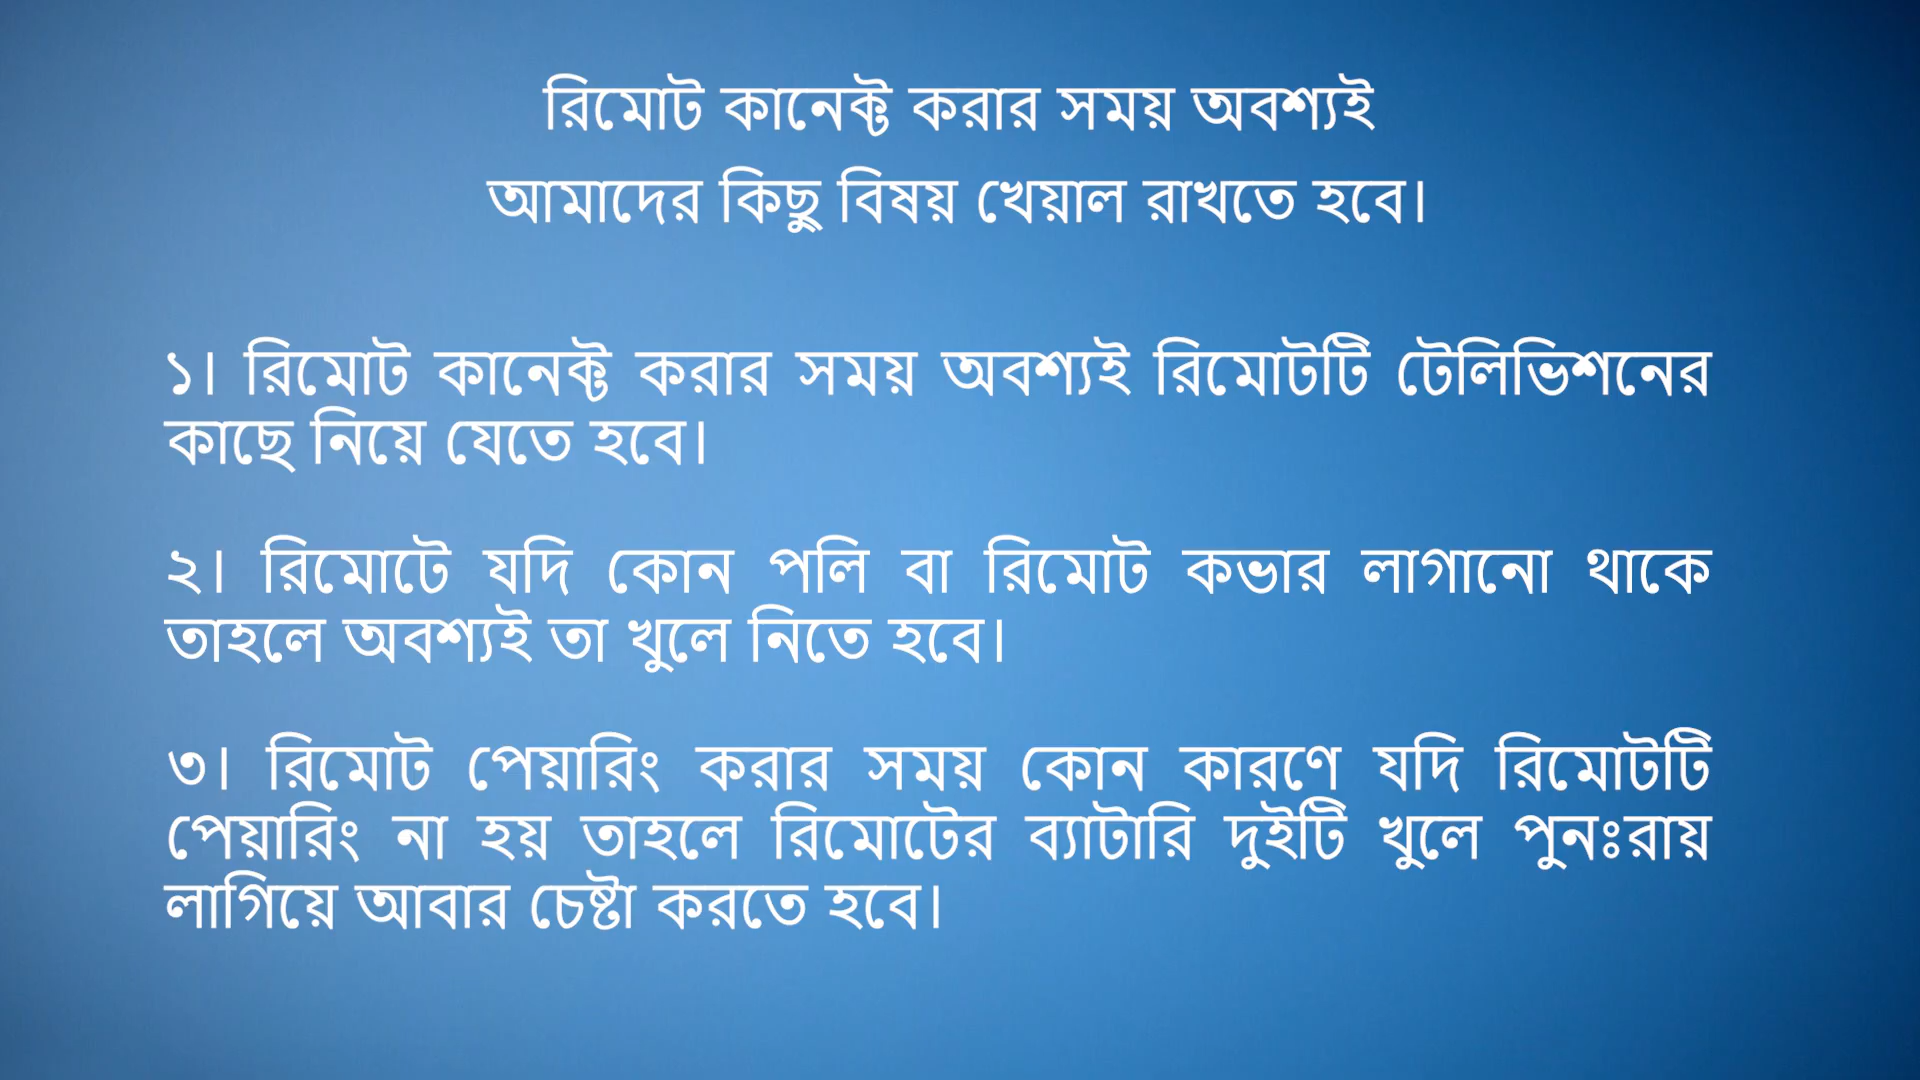 রিমোট কানেক্ট করার সময় অবশ্যই
আমাদের কিছু বিষয় খেয়াল রাখতে হবে।
১। রিমোট কানেক্ট করার সময় অবশ্যই রিমোটটি টেলিভিশনের
কাছে নিয়ে যেতে হবে।
২। রিমোটে যদি কোন পলি বা রিমোট কভার লাগানো থাকে
তাহলে অবশ্যই তা খুলে নিতে হবে।
৩। রিমোট পেয়ারিং করার সময় কোন কারণে যদি রিমোটটি
পেয়ারিং না হয় তাহলে রিমোটের ব্যাটারি দুইটি খুলে পুনঃরায়
লাগিয়ে আবার চেষ্টা করতে হবে।